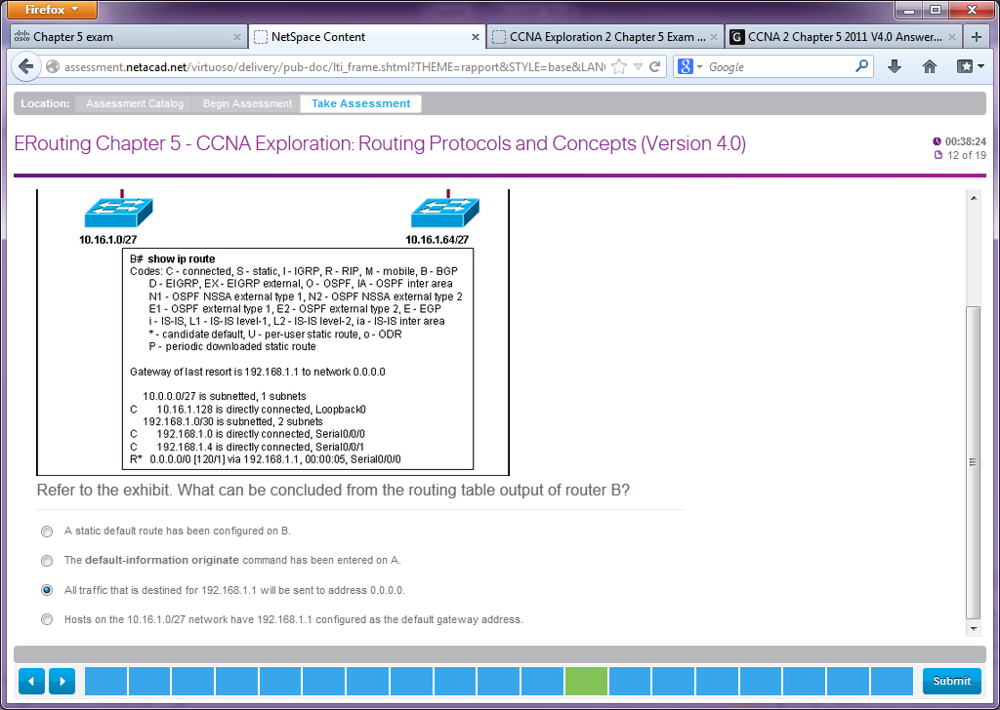 Firefox
cisco Chapter 5 exam
NetSpace Content
CCNA Exploration 2 Chapter 5 Exam ...
G CCNA 2 Chapter 5 2011 V4.0 Answer...
assessment.netacad.net/virtuoso/delivery/pub-doc/lti_frame.shtml?THEME=rapport&STYLE=base&LAN
8 Google
Location: Assessment Catalog Begin Assessment Take Assessment
ERouting Chapter 5 - CCNA Exploration: Routing Protocols and Concepts (Version 4.0)
00:38:24
12 of 19
10.16.1.0/27 10.16.1.64/27
B# show ip route
Codes: C - connected, S - static, I - IGRP, R - RIP, M - mobile, B - BGP
D - EIGRP, EX - EIGRP external, O - OSPF, IA - OSPF inter area
N1 - OSPF NSSA external type 1, N2 - OSPF NSSA external type 2
E1 - OSPF external type 1, E2 - OSPF external type 2, E - EGP
i - IS-IS, L1 - IS-IS level-1, L2 - IS-IS level-2, ia - IS-IS inter area
* - candidate default, U - per-user static route, o - ODR
P - periodic downloaded static route
Gateway of last resort is 192.168.1.1 to network 0.0.0.0
10.0.0.0/27 is subnetted, 1 subnets
C 10.16.1.128 is directly connected, Loopback0
192.168.1.0/30 is subnetted, 2 subnets
C 192.168.1.0 is directly connected, Serial0/0/0
C 192.168.1.4 is directly connected, Serial0/0/1
R* 0.0.0.0/0 [120/1] via 192.168.1.1, 00:00:05, Serial0/0/0
Refer to the exhibit. What can be concluded from the routing table output of router B?
A static default route has been configured on B.
The default-information originate command has been entered on A.
All traffic that is destined for 192.168.1.1 will be sent to address 0.0.0.0.
Hosts on the 10.16.1.0/27 network have 192.168.1.1 configured as the default gateway address.
Submit